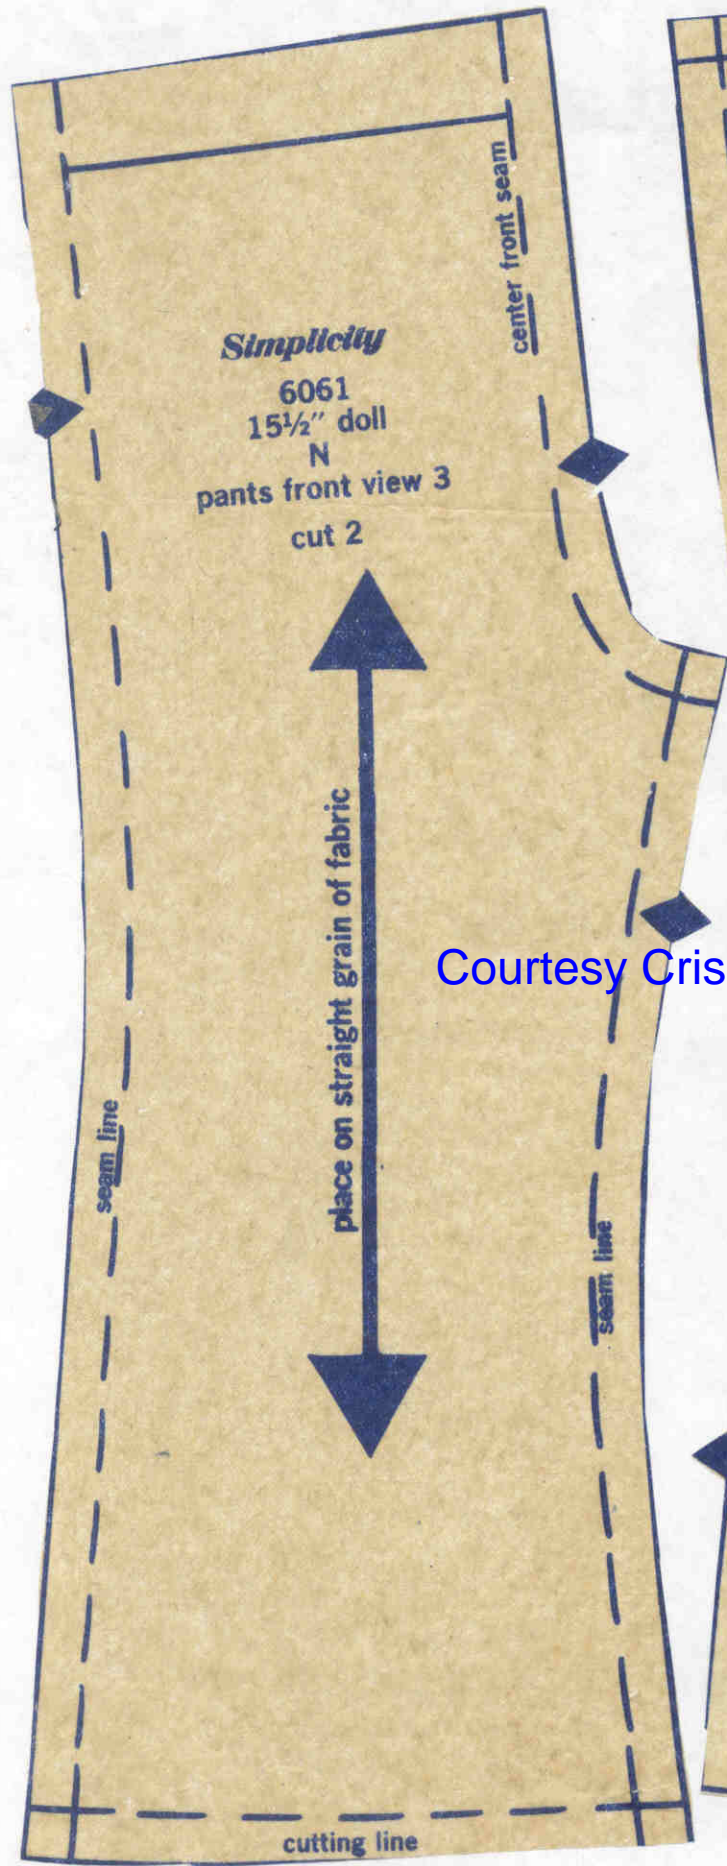 center front seam
Simplicity
6061
15½" doll
N
pants front view 3
cut 2
place on straight grain of fabric
Courtesy Cris
seam line
seam line
cutting line